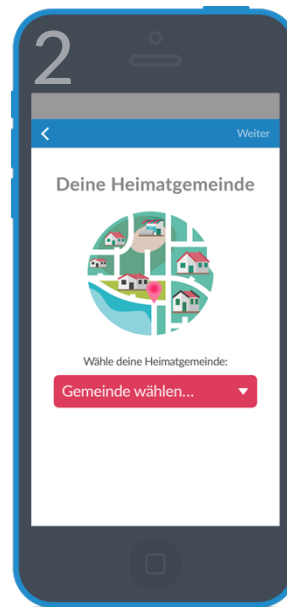 2
Weiter
Deine Heimatgemeinde
Wähle deine Heimatgemeinde:
Gemeinde wählen...